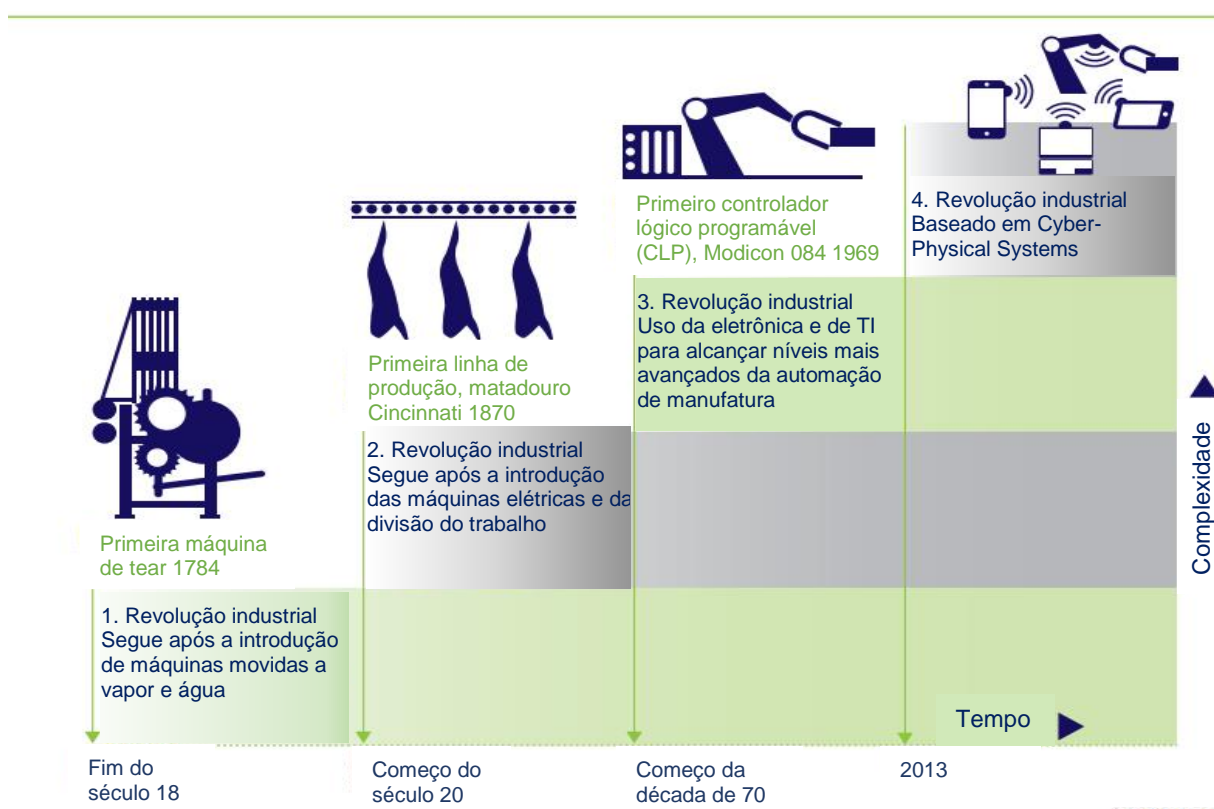 Primeira máquina
de tear 1784
1. Revolução industrial
Segue após a introdução
de máquinas movidas a
vapor e água
Fim do
século 18
Primeira linha de
produção, matadouro
Cincinnati 1870
2. Revolução industrial
Segue após a introdução
das máquinas elétricas e da
divisão do trabalho
Começo do
século 20
Primeiro controlador
lógico programável
(CLP), Modicon 084 1969
3. Revolução industrial
Uso da eletrônica e de TI
para alcançar níveis mais
avançados da automação
de manufatura
Começo da
década de 70
4. Revolução industrial
Baseado em Cyber-
Physical Systems
2013
Tempo
Complexidade